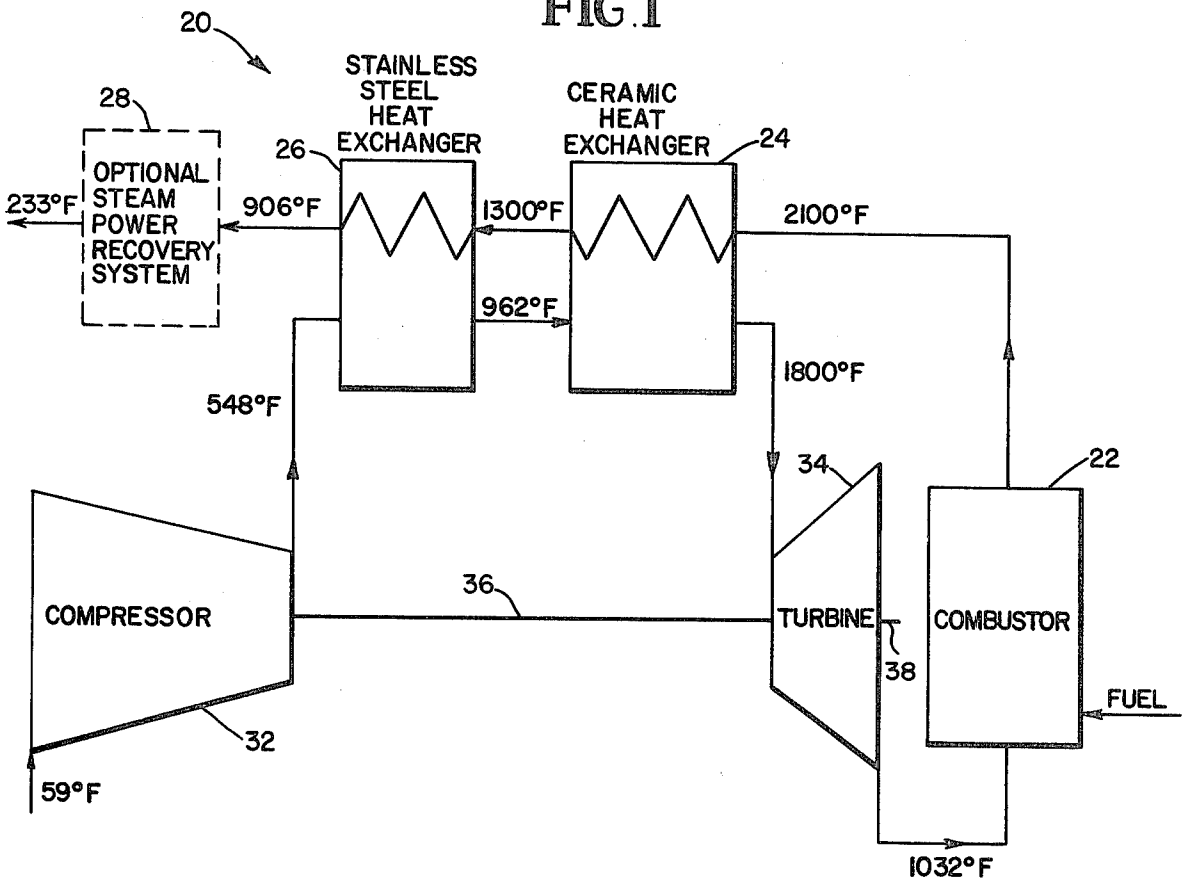 FIG.1
20
STAINLESS
STEEL
HEAT
EXCHANGER
CERAMIC
HEAT
EXCHANGER
28
26
24
OPTIONAL
STEAM
POWER
RECOVERY
SYSTEM
233°F
906°F
1300°F
2100°F
962°F
1800°F
548°F
34
22
COMPRESSOR
36
TURBINE
COMBUSTOR
38
FUEL
32
59°F
1032°F